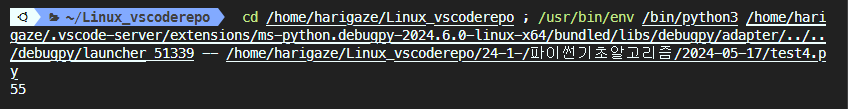 ~/Linux_vscoderepo cd /home/harigaze/Linux_vscoderepo ; /usr/bin/env /bin/python3 /home/hari
gaze/.vscode-server/extensions/ms-python.debugpy-2024.6.0-linux-x64/bundled/libs/debugpy/adapter/../..
/debugpy/launcher 51339 -- /home/harigaze/Linux_vscoderepo/24-1-/파이썬기초알고리즘/2024-05-17/test4.p
y
55